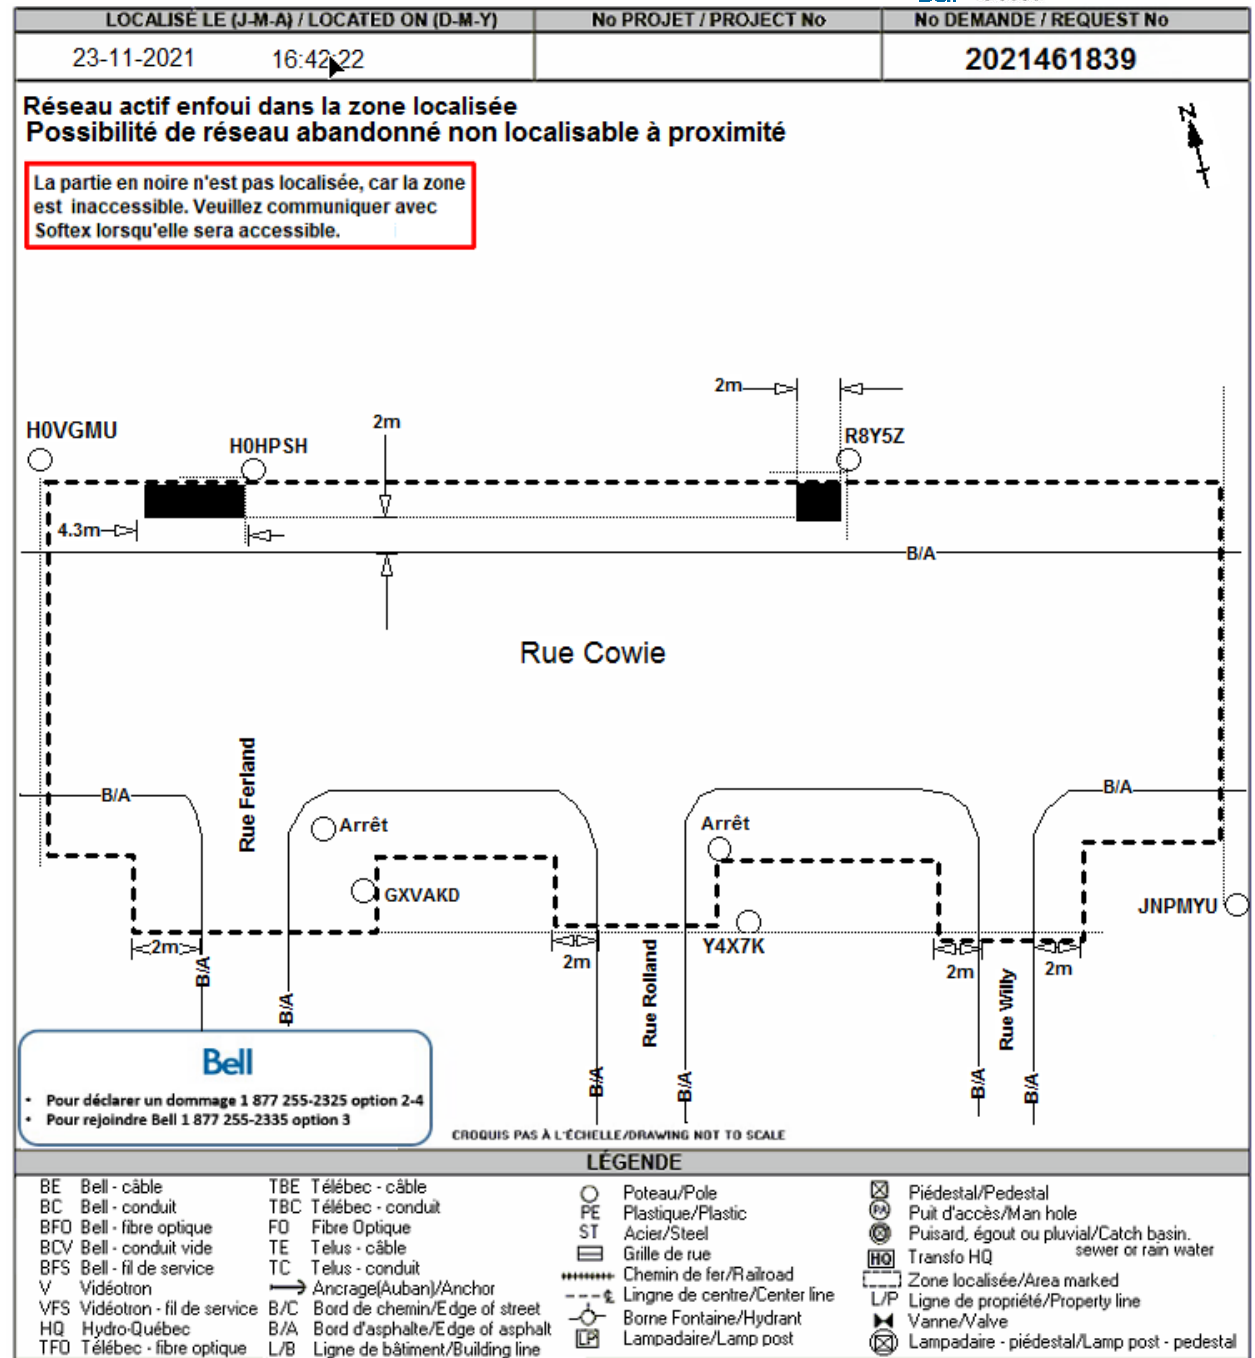 LOCALISÉ LE (J-M-A) / LOCATED ON (D-M-Y)
No PROJET / PROJECT No
No DEMANDE / REQUEST No
23-11-2021 16:42:22
2021461839
Réseau actif enfoui dans la zone localisée
Possibilité de réseau abandonné non localisable à proximité
N
La partie en noire n'est pas localisée, car la zone
est inaccessible. Veuillez communiquer avec
Softex lorsqu'elle sera accessible.
2m
H0VGMU
H0HPSH
2m
R8Y5Z
4.3m
B/A
Rue Cowie
Rue Ferland
B/A
B/A
Arrêt
Arrêt
GXVAKD
JNPMYU
Y4X7K
2m
2m
2m
2m
Rue Rolland
Rue Willy
B/A
B/A
B/A
B/A
B/A
B/A
Bell
• Pour déclarer un dommage 1 877 255-2325 option 2-4
• Pour rejoindre Bell 1 877 255-2335 option 3
CROQUIS PAS À L'ÉCHELLE/DRAWING NOT TO SCALE
LÉGENDE
BE Bell - câble
BC Bell - conduit
BFO Bell - fibre optique
BCV Bell - conduit vide
BFS Bell - fil de service
V Vidéotron
VFS Vidéotron - fil de service
HQ Hydro-Québec
TFO Télébec - fibre optique
TBE Télébec - câble
TBC Télébec - conduit
FO Fibre Optique
TE Telus - câble
TC Telus - conduit
Ancrage(Auban)/Anchor
B/C Bord de chemin/Edge of street
B/A Bord d'asphalte/Edge of asphalt
L/B Ligne de bâtiment/Building line
Poteau/Pole
PE Plastique/Plastic
ST Acier/Steel
Grille de rue
Chemin de fer/Railroad
Lingne de centre/Center line
Borne Fontaine/Hydrant
LP Lampadaire/Lamp post
Piédestal/Pedestal
PA Puit d'accès/Man hole
Puisard, égout ou pluvial/Catch basin.
sewer or rain water
HQ Transfo HQ
Zone localisée/Area marked
L/P Ligne de propriété/Property line
Vanne/Valve
Lampadaire - piédestal/Lamp post - pedestal